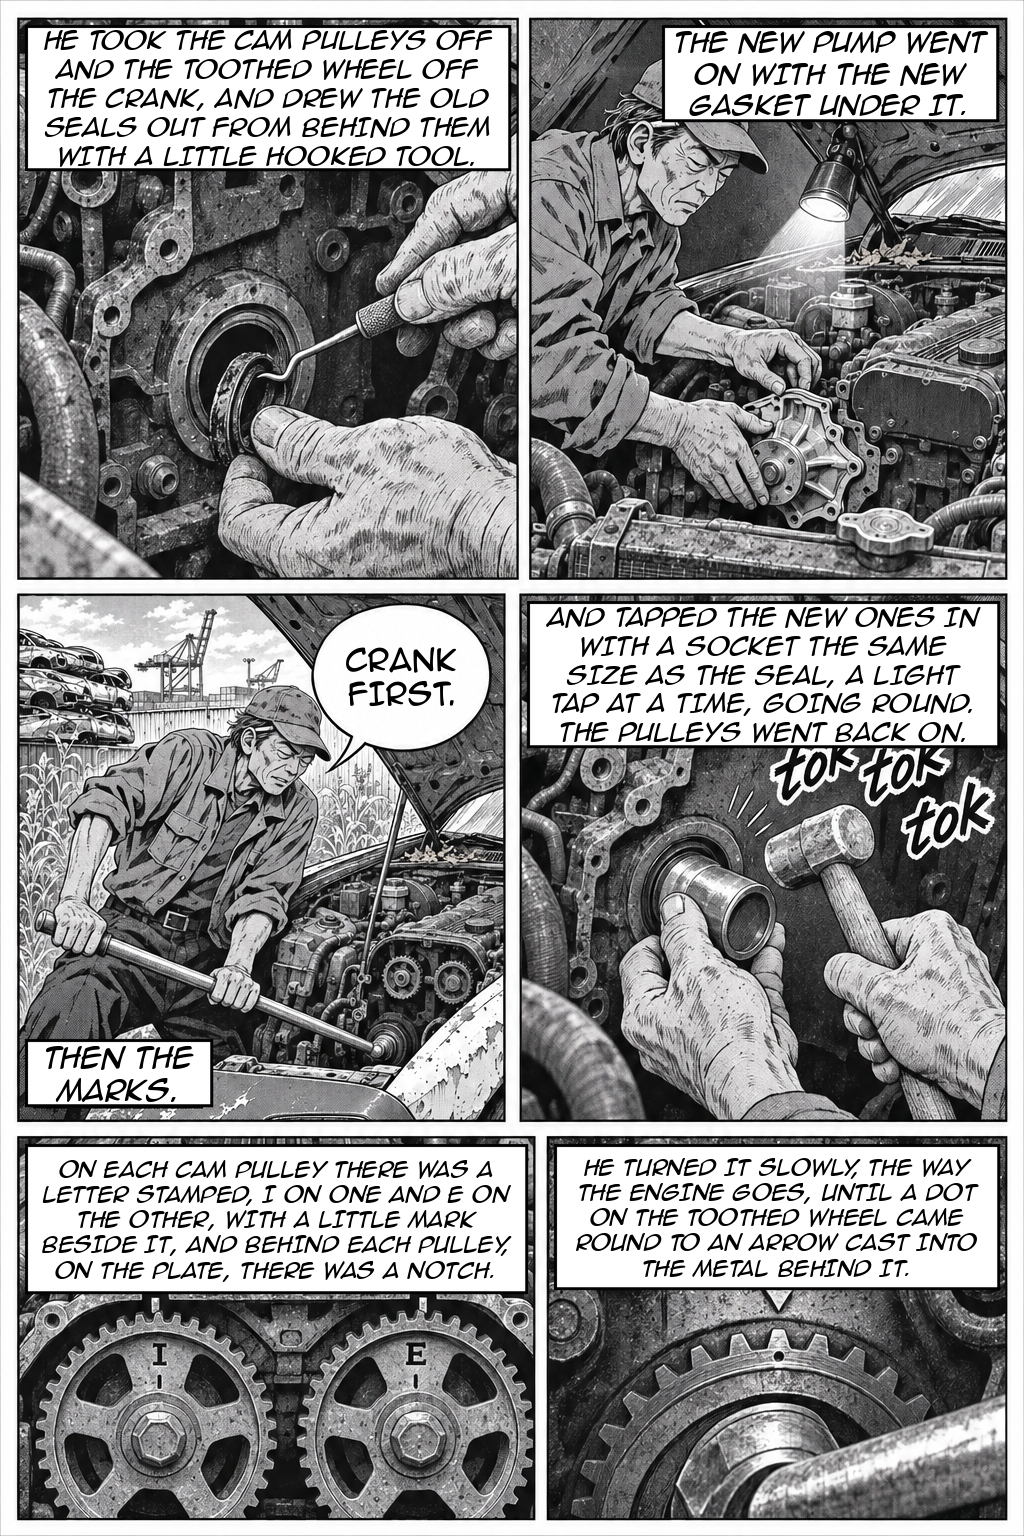 HE TOOK THE CAM PULLEYS OFF
AND THE TOOTHED WHEEL OFF
THE CRANK, AND DREW THE OLD
SEALS OUT FROM BEHIND THEM
WITH A LITTLE HOOKED TOOL.
THE NEW PUMP WENT
ON WITH THE NEW
GASKET UNDER IT.
CRANK
FIRST.
THEN THE
MARKS.
AND TAPPED THE NEW ONES IN
WITH A SOCKET THE SAME
SIZE AS THE SEAL, A LIGHT
TAP AT A TIME, GOING ROUND.
THE PULLEYS WENT BACK ON.
tok tok
tok
ON EACH CAM PULLEY THERE WAS A
LETTER STAMPED, I ON ONE AND E ON
THE OTHER, WITH A LITTLE MARK
BESIDE IT, AND BEHIND EACH PULLEY,
ON THE PLATE, THERE WAS A NOTCH.
I
E
HE TURNED IT SLOWLY, THE WAY
THE ENGINE GOES, UNTIL A DOT
ON THE TOOTHED WHEEL CAME
ROUND TO AN ARROW CAST INTO
THE METAL BEHIND IT.